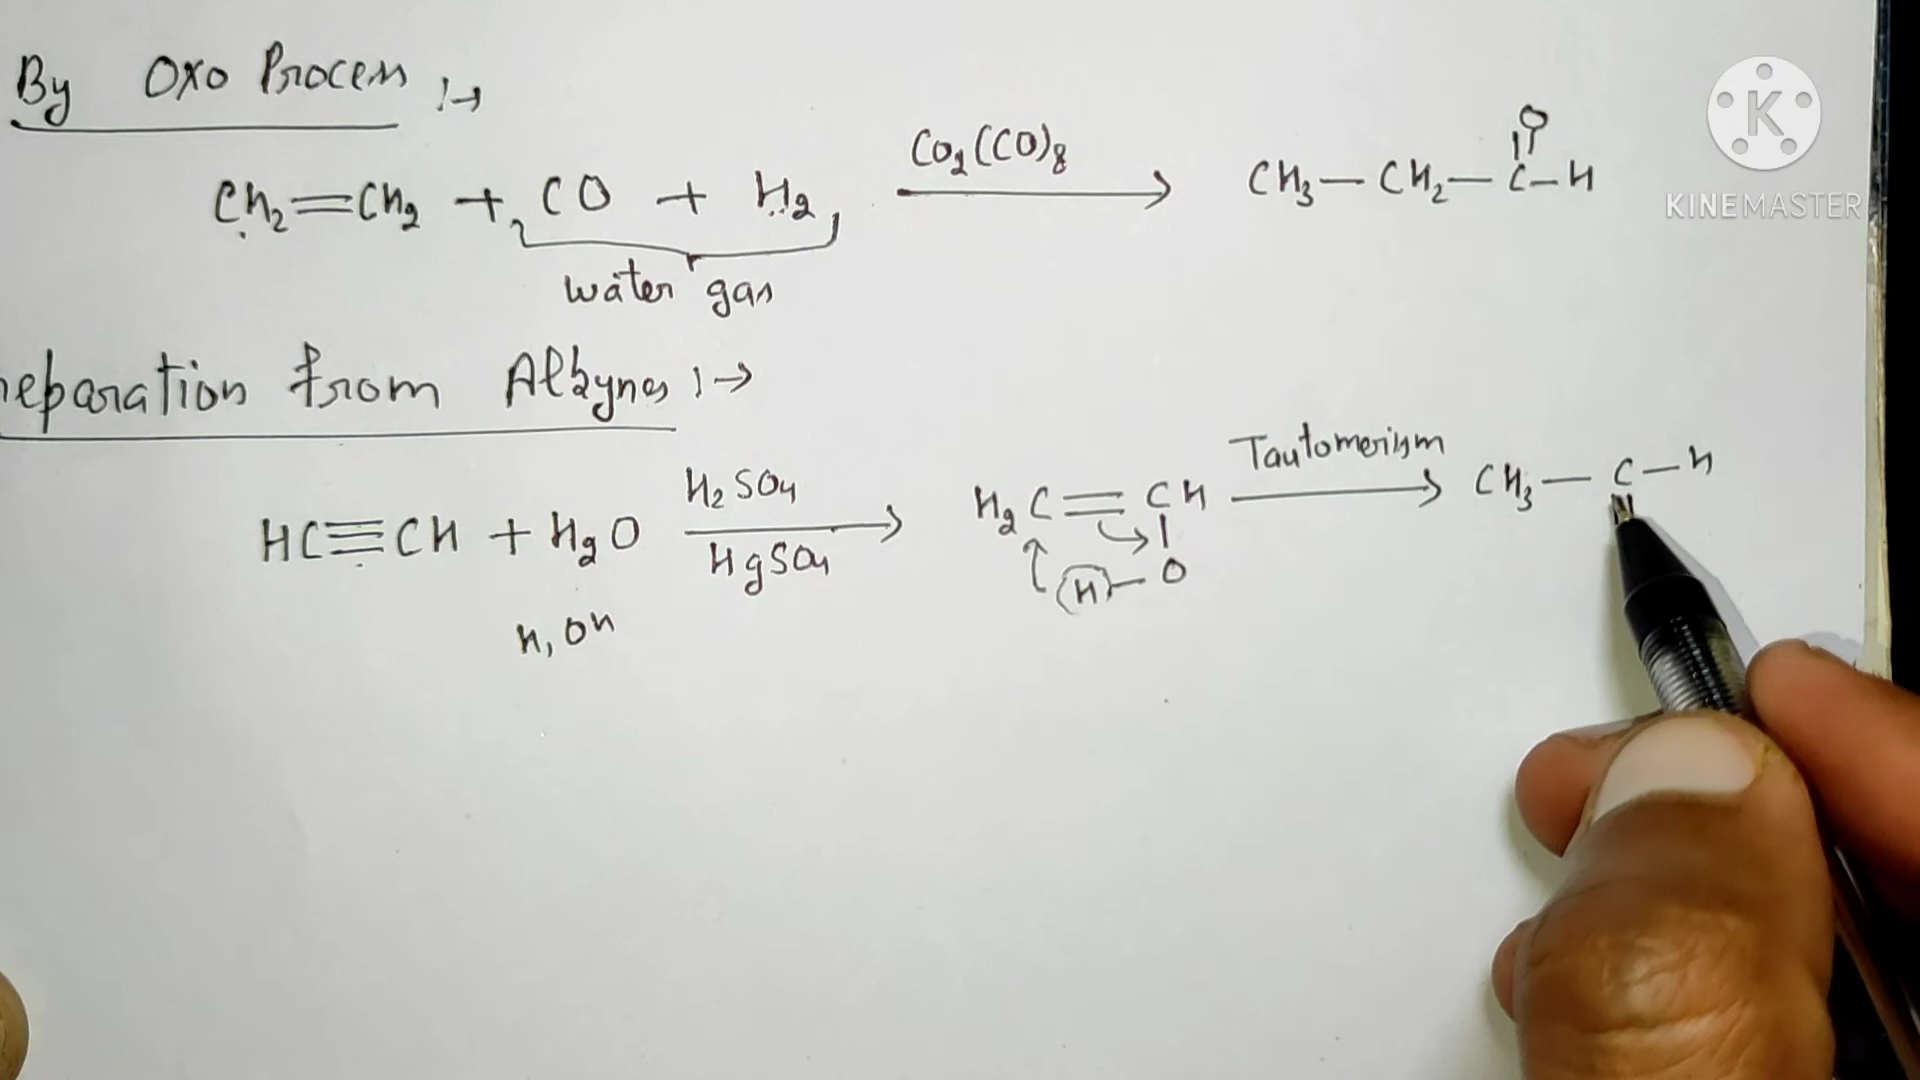 By Oxo Process :→
CH₂=CH₂ + CO + H₂ Co₂(CO)₈ → CH₃—CH₂—C—H
O
water gas
reparation from Alkynes :→
HC≡CH + H₂O H₂SO₄ → H₂C=CH Tautomerism → CH₃—C—H
HgSO₄
H—O
H, OH
K
KINEMASTER